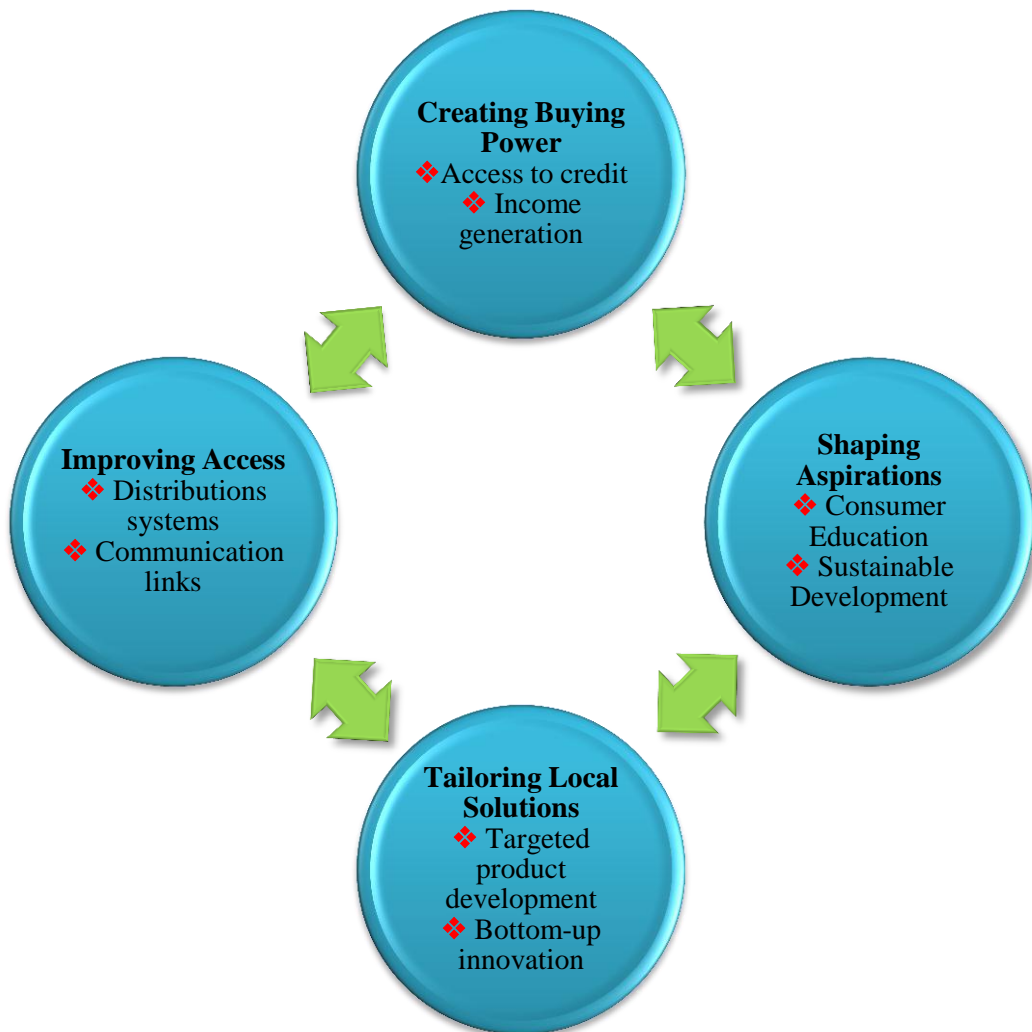 Creating Buying
Power
❖Access to credit
❖ Income
generation
Improving Access
❖ Distributions
systems
❖ Communication
links
Shaping
Aspirations
❖ Consumer
Education
❖ Sustainable
Development
Tailoring Local
Solutions
❖ Targeted
product
development
❖ Bottom-up
innovation